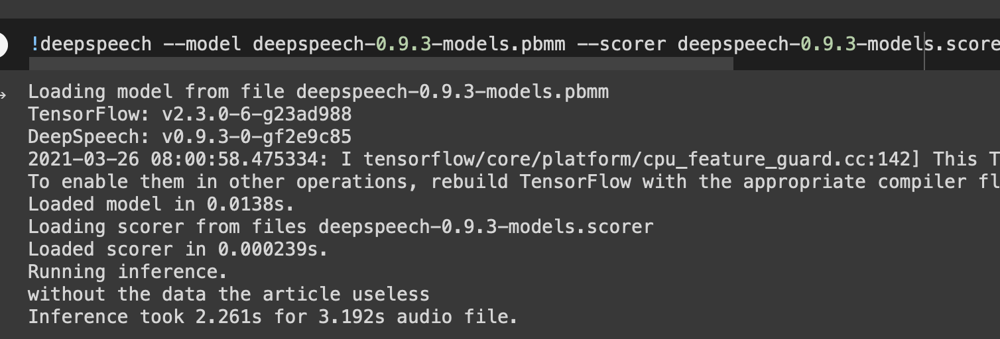 !deepspeech --model deepspeech-0.9.3-models.pbmm --scorer deepspeech-0.9.3-models.score
Loading model from file deepspeech-0.9.3-models.pbmm
TensorFlow: v2.3.0-6-g23ad988
DeepSpeech: v0.9.3-0-gf2e9c85
2021-03-26 08:00:58.475334: I tensorflow/core/platform/cpu_feature_guard.cc:142] This T
To enable them in other operations, rebuild TensorFlow with the appropriate compiler fl
Loaded model in 0.0138s.
Loading scorer from files deepspeech-0.9.3-models.scorer
Loaded scorer in 0.000239s.
Running inference.
without the data the article useless
Inference took 2.261s for 3.192s audio file.